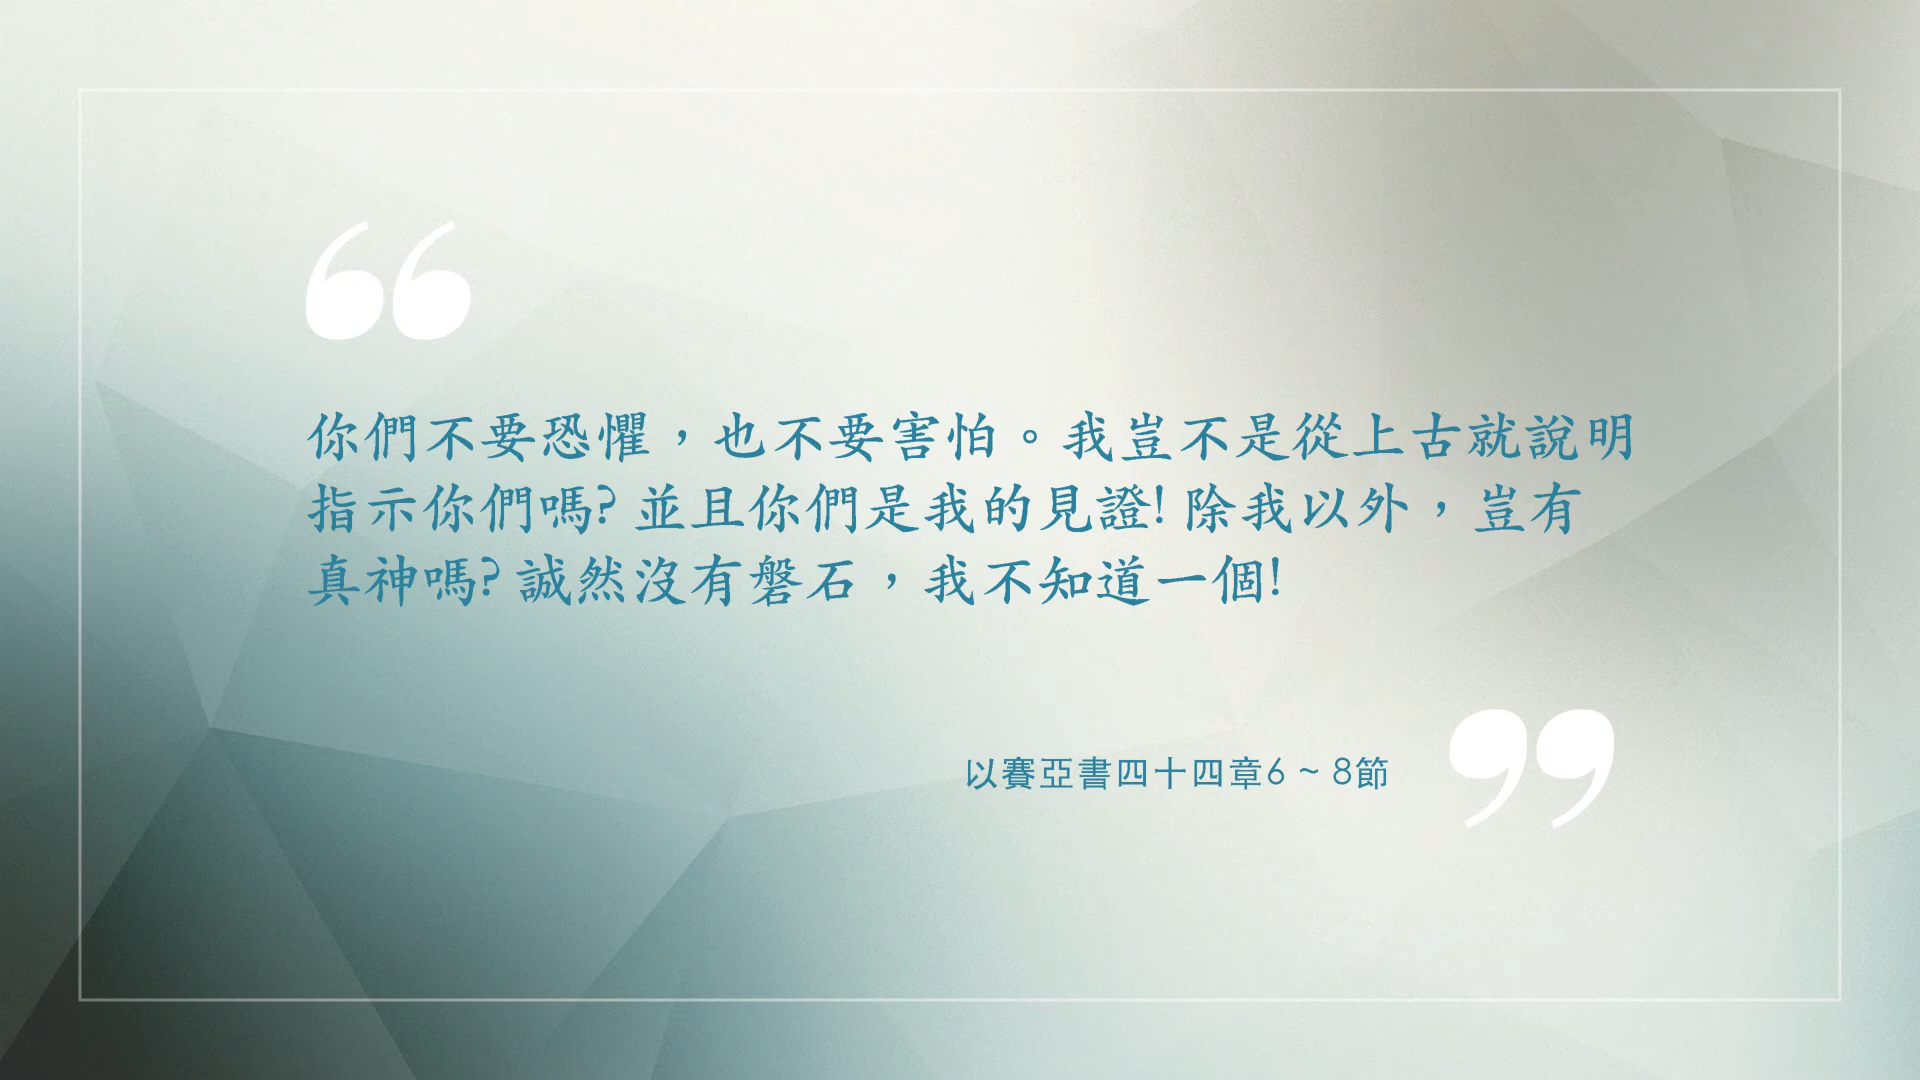 你們不要恐懼，也不要害怕。我豈不是從上古就說明
指示你們嗎? 並且你們是我的見證! 除我以外，豈有
真神嗎? 誠然沒有磐石，我不知道一個!
以賽亞書四十四章6 ~ 8節